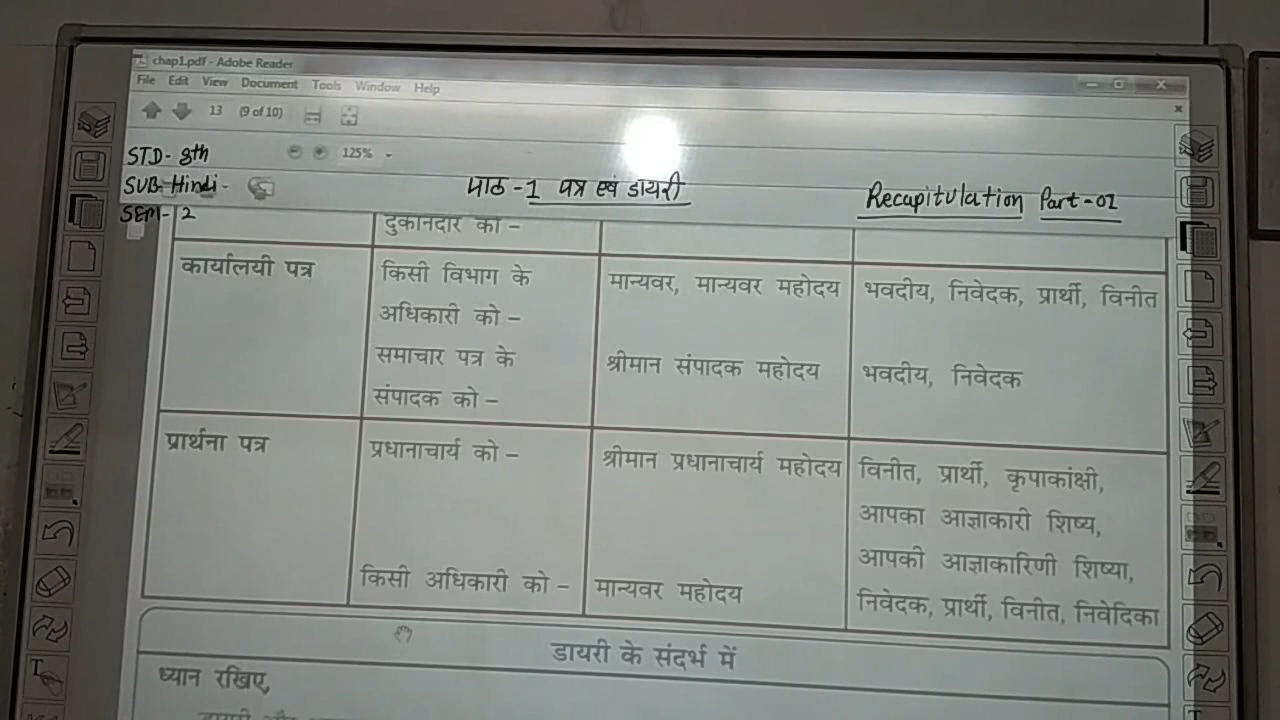 chap1.pdf - Adobe Reader
File Edit View Document Tools Window Help
13 (9 of 10)
STD- 8th
125%
SUB- Hindi-
पाठ -1 पत्र एवं डायरी
Recapitulation Part-02
SEM- 2
दुकानदार को –
कार्यालयी पत्र
किसी विभाग के
अधिकारी को –
मान्यवर, मान्यवर महोदय
भवदीय, निवेदक, प्रार्थी, विनीत
समाचार पत्र के
संपादक को –
श्रीमान संपादक महोदय
भवदीय, निवेदक
प्रार्थना पत्र
प्रधानाचार्य को –
श्रीमान प्रधानाचार्य महोदय
विनीत, प्रार्थी, कृपाकांक्षी,
आपका आज्ञाकारी शिष्य,
आपकी आज्ञाकारिणी शिष्या,
किसी अधिकारी को –
मान्यवर महोदय
निवेदक, प्रार्थी, विनीत, निवेदिका
डायरी के संदर्भ में
ध्यान रखिए,